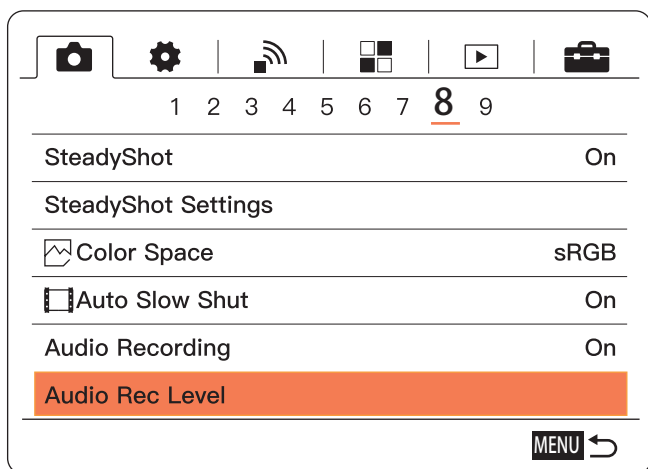 1 2 3 4 5 6 7 8 9
SteadyShot On
SteadyShot Settings
Color Space sRGB
Auto Slow Shut On
Audio Recording On
Audio Rec Level
MENU